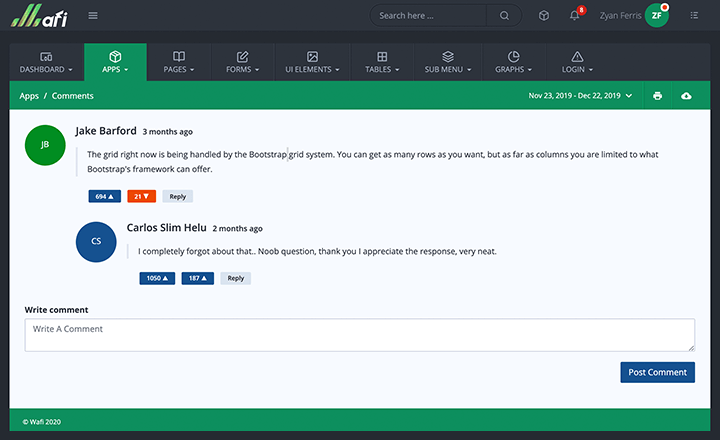 Wafi
Search here ...
8
Zyan Ferris
ZF
DASHBOARD
APPS
PAGES
FORMS
UI ELEMENTS
TABLES
SUB MENU
GRAPHS
LOGIN
Apps / Comments
Nov 23, 2019 - Dec 22, 2019
JB
Jake Barford 3 months ago
The grid right now is being handled by the Bootstrap grid system. You can get as many rows as you want, but as far as columns you are limited to what
Bootstrap's framework can offer.
694 ▲ 21 ▼ Reply
CS
Carlos Slim Helu 2 months ago
I completely forgot about that.. Noob question, thank you I appreciate the response, very neat.
1050 ▲ 187 ▲ Reply
Write comment
Write A Comment
Post Comment
© Wafi 2020